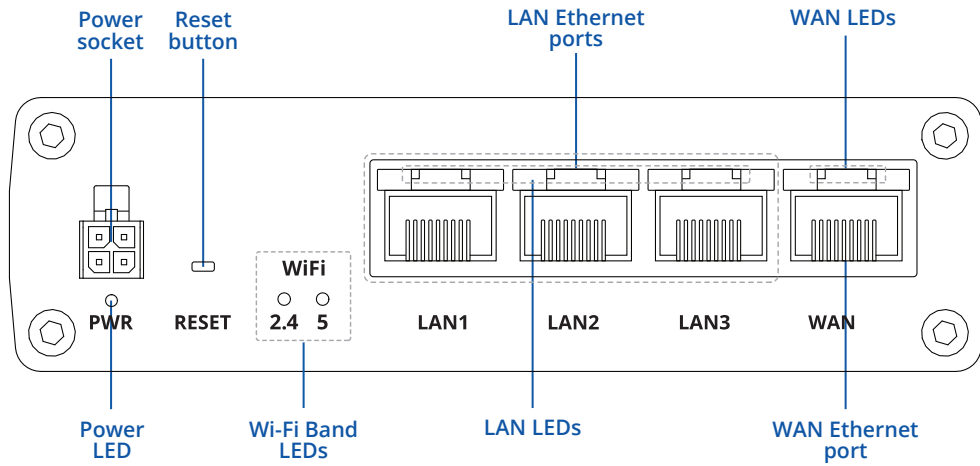 Power
socket
Reset
button
LAN Ethernet
ports
WAN LEDs
WiFi
PWR
RESET
2.4 5
LAN1
LAN2
LAN3
WAN
Power
LED
Wi-Fi Band
LEDs
LAN LEDs
WAN Ethernet
port